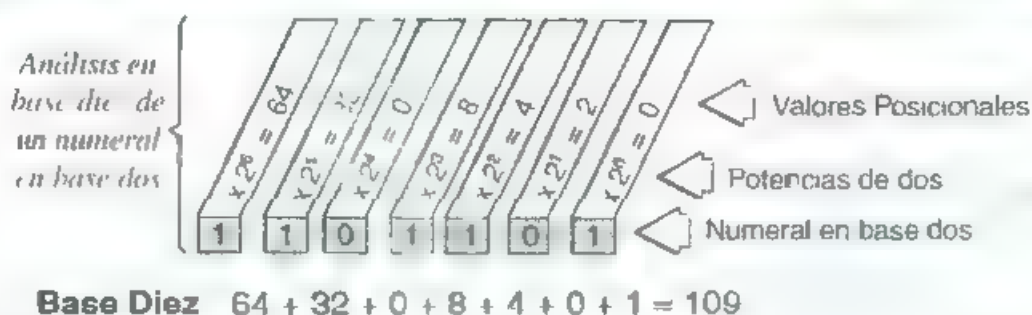 Análisis en
base de
un numeral
en base dos
x 2⁶ = 64
x 2⁵ =
x 2⁴ = 0
x 2³ = 8
x 2² = 4
x 2¹ = 2
x 2⁰ = 0
Valores Posicionales
Potencias de dos
1 1 0 1 1 0 1
Numeral en base dos
Base Diez 64 + 32 + 0 + 8 + 4 + 0 + 1 = 109